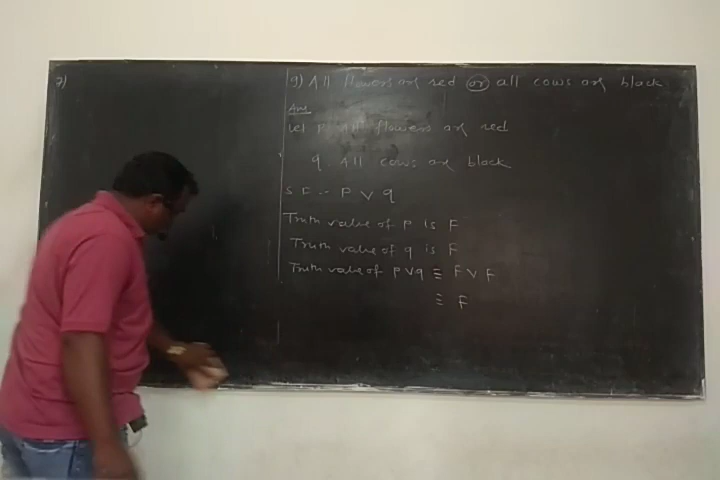 7)
9) All flowers are red or all cows are black
Ans
Let p: All flowers are red
q: All cows are black
S.F :- p ∨ q
Truth value of p is F
Truth value of q is F
Truth value of p∨q ≡ F ∨ F
≡ F